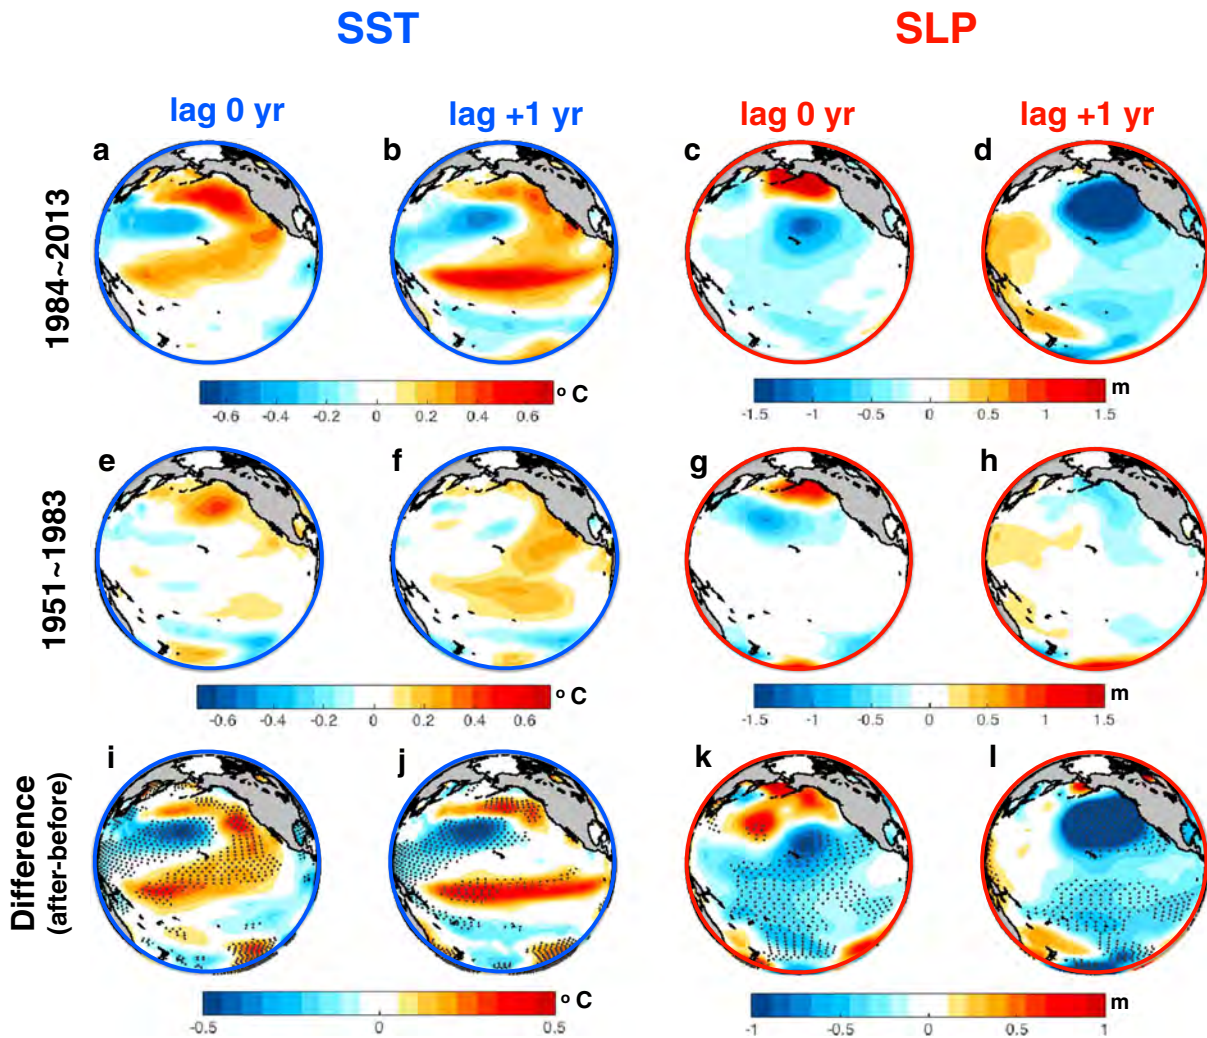 SST SLP
lag 0 yr lag +1 yr lag 0 yr lag +1 yr
a b c d
1984~2013
-0.6 -0.4 -0.2 0 0.2 0.4 0.6 o C
-1.5 -1 -0.5 0 0.5 1 1.5 m
e f g h
1951~1983
-0.6 -0.4 -0.2 0 0.2 0.4 0.6 o C
-1.5 -1 -0.5 0 0.5 1 1.5 m
i j k l
Difference
(after-before)
-0.5 0 0.5 o C
-1 -0.5 0 0.5 1 m